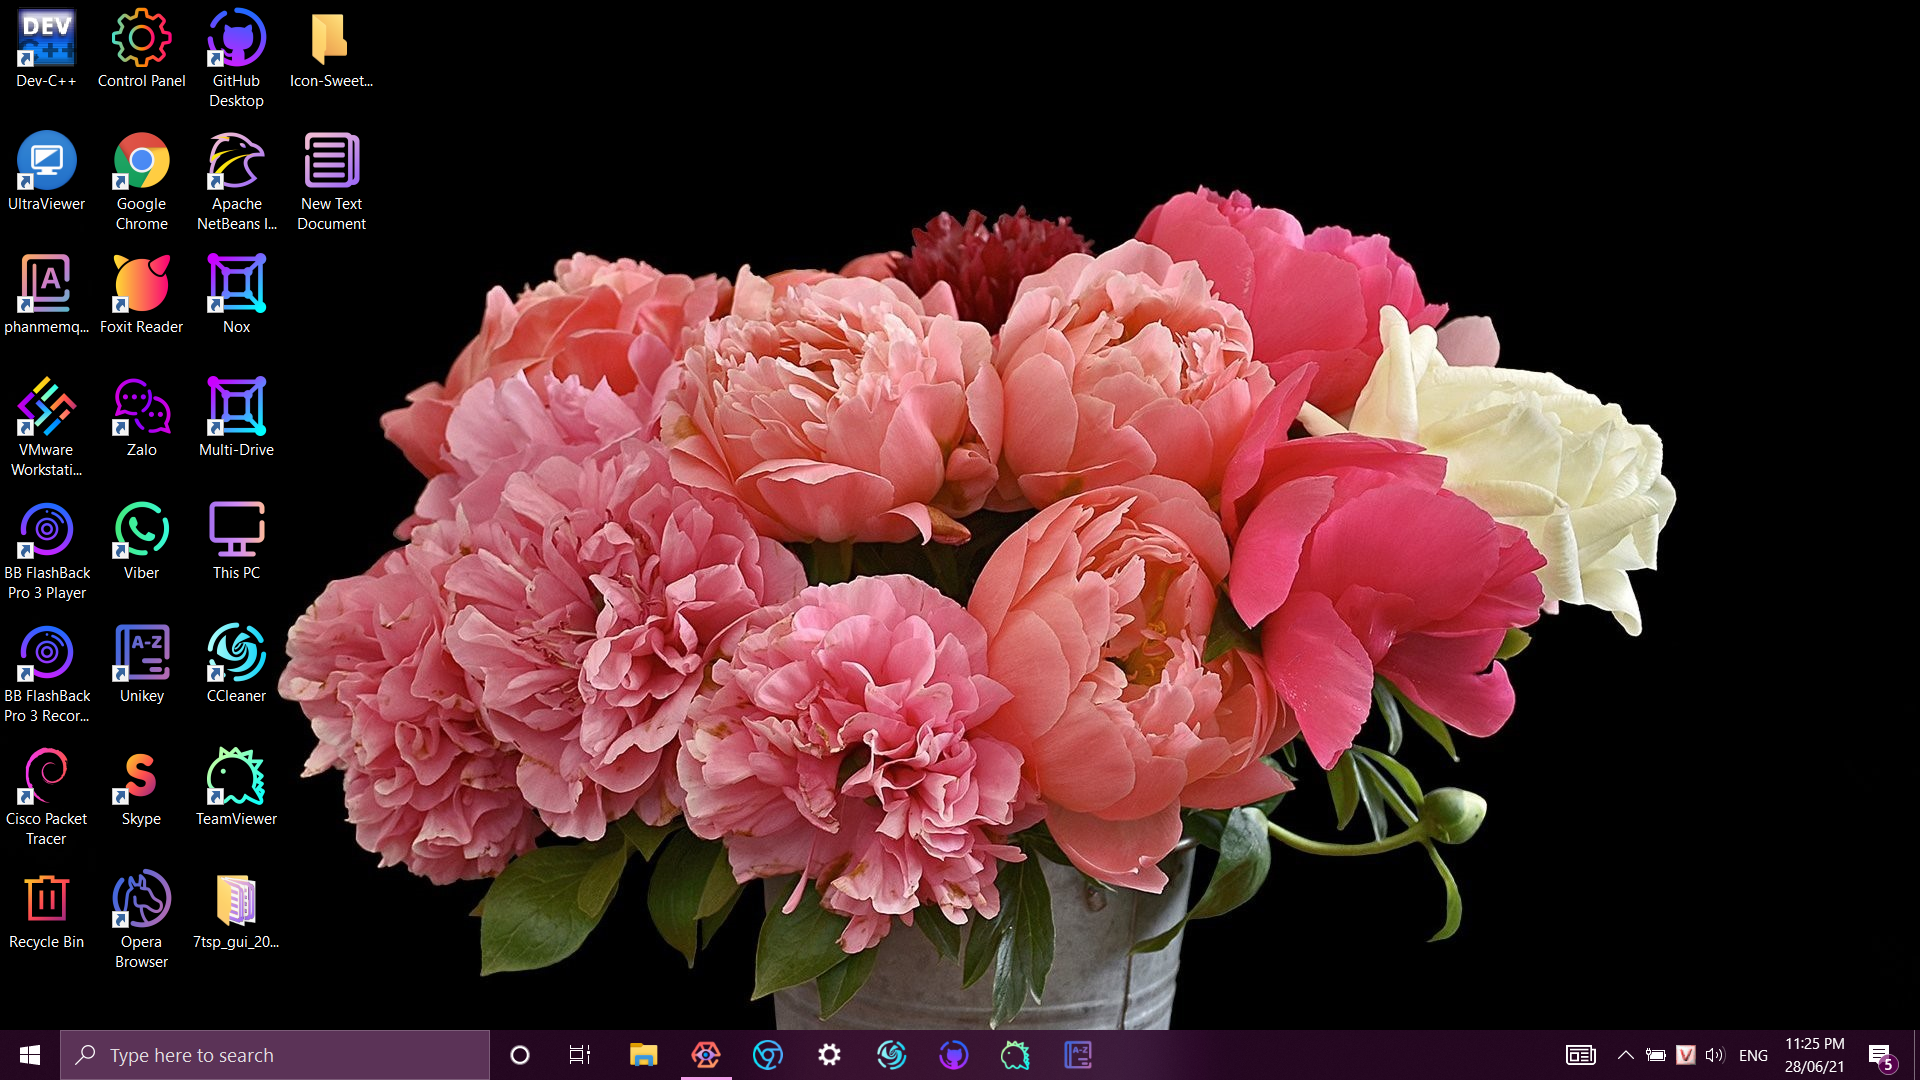 DEV
C++
Dev-C++
Control Panel
GitHub
Desktop
Icon-Sweet...
UltraViewer
Google
Chrome
Apache
NetBeans I...
New Text
Document
A
phanmemq...
Foxit Reader
Nox
VMware
Workstati...
Zalo
Multi-Drive
BB FlashBack
Pro 3 Player
Viber
This PC
BB FlashBack
Pro 3 Recor...
A-Z
Unikey
CCleaner
Cisco Packet
Tracer
S
Skype
TeamViewer
Recycle Bin
Opera
Browser
7tsp_gui_20...
Type here to search
A-Z
V
ENG
11:25 PM
28/06/21
5